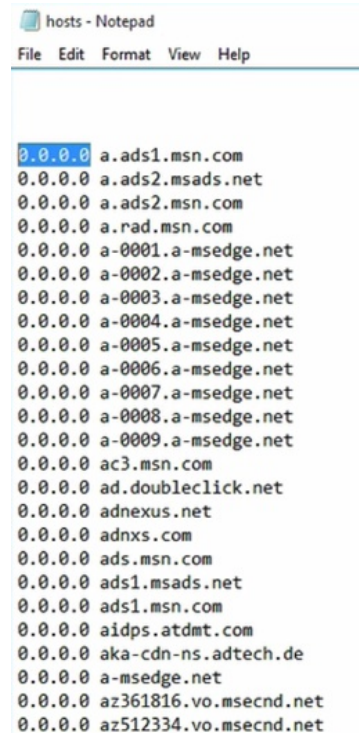 hosts - Notepad
File Edit Format View Help
0.0.0.0 a.ads1.msn.com
0.0.0.0 a.ads2.msads.net
0.0.0.0 a.ads2.msn.com
0.0.0.0 a.rad.msn.com
0.0.0.0 a-0001.a-msedge.net
0.0.0.0 a-0002.a-msedge.net
0.0.0.0 a-0003.a-msedge.net
0.0.0.0 a-0004.a-msedge.net
0.0.0.0 a-0005.a-msedge.net
0.0.0.0 a-0006.a-msedge.net
0.0.0.0 a-0007.a-msedge.net
0.0.0.0 a-0008.a-msedge.net
0.0.0.0 a-0009.a-msedge.net
0.0.0.0 ac3.msn.com
0.0.0.0 ad.doubleclick.net
0.0.0.0 adnexus.net
0.0.0.0 adnxs.com
0.0.0.0 ads.msn.com
0.0.0.0 ads1.msads.net
0.0.0.0 ads1.msn.com
0.0.0.0 aidps.atdmt.com
0.0.0.0 aka-cdn-ns.adtech.de
0.0.0.0 a-msedge.net
0.0.0.0 az361816.vo.msecnd.net
0.0.0.0 az512334.vo.msecnd.net